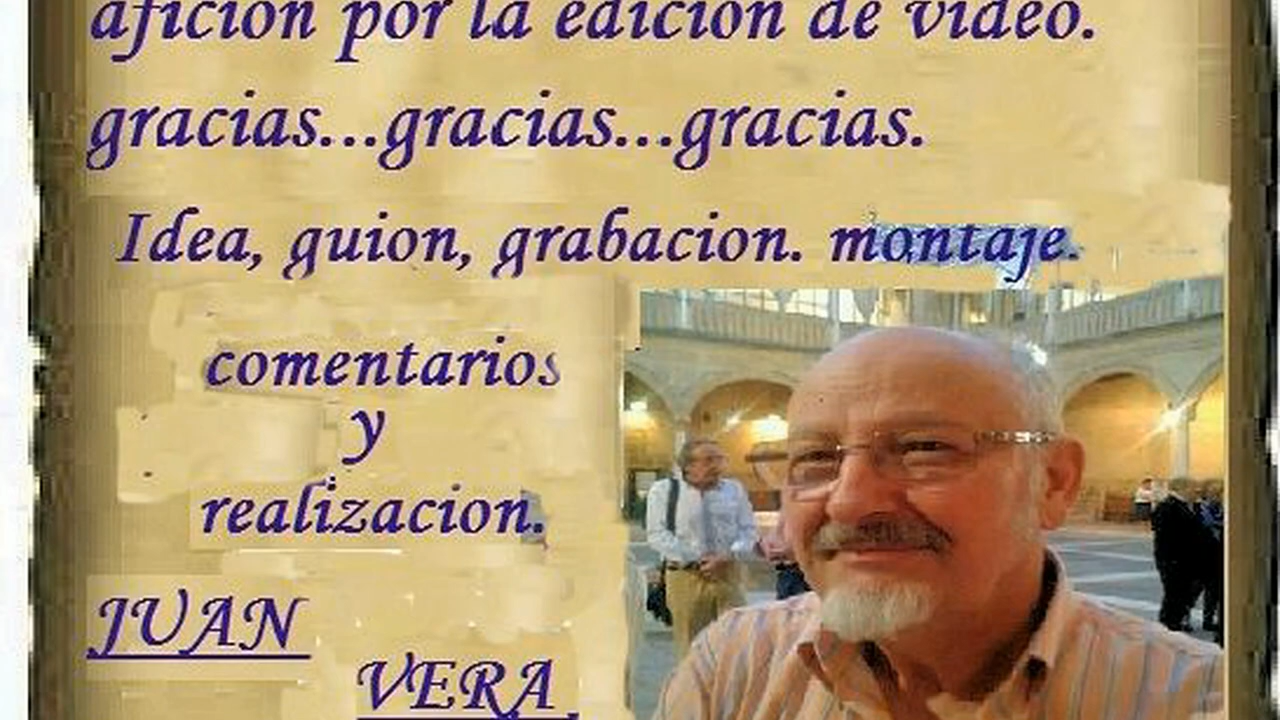 aficion por la edicion de video.
gracias...gracias...gracias.
Idea, guion, grabacion. montaje.
comentarios
y
realizacion.
JUAN
VERA